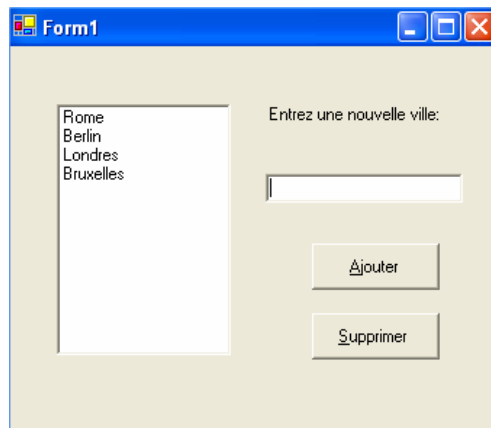 Form1
Rome
Berlin
Londres
Bruxelles
Entrez une nouvelle ville:
Ajouter
Supprimer